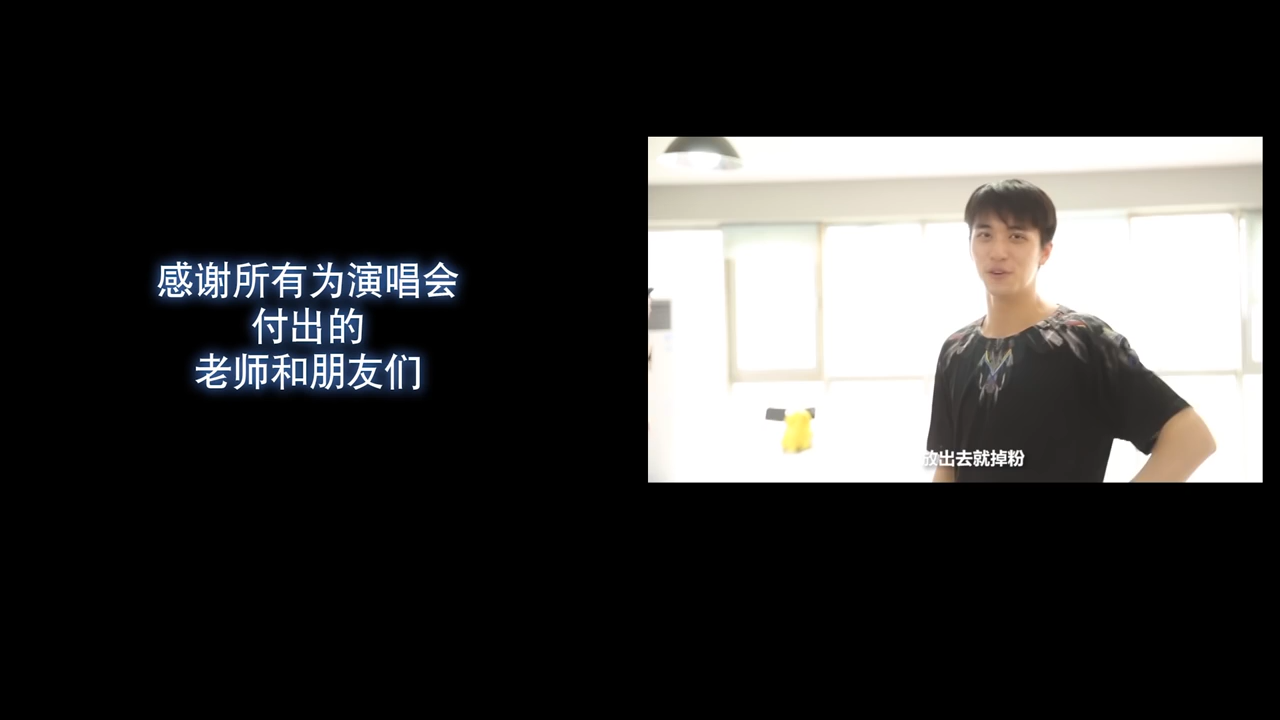 感谢所有为演唱会
付出的
老师和朋友们
放出去就掉粉